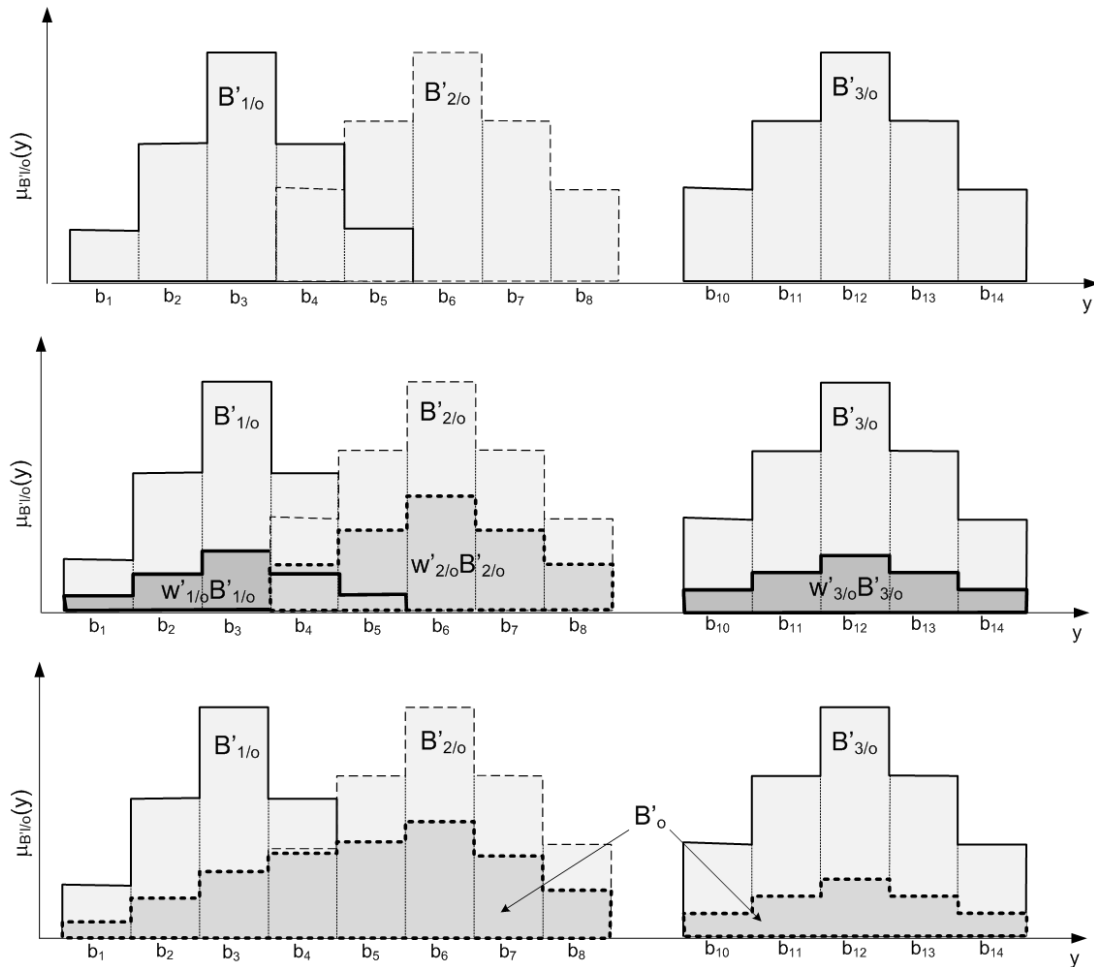 B'1/o B'2/o B'3/o
μB'l/o(y)
b1 b2 b3 b4 b5 b6 b7 b8 b10 b11 b12 b13 b14
y
B'1/o B'2/o B'3/o
μB'l/o(y)
w'1/oB'1/o w'2/oB'2/o w'3/oB'3/o
b1 b2 b3 b4 b5 b6 b7 b8 b10 b11 b12 b13 b14 y
B'1/o B'2/o B'3/o
μB'l/o(y)
B'o
b1 b2 b3 b4 b5 b6 b7 b8 b10 b11 b12 b13 b14 y